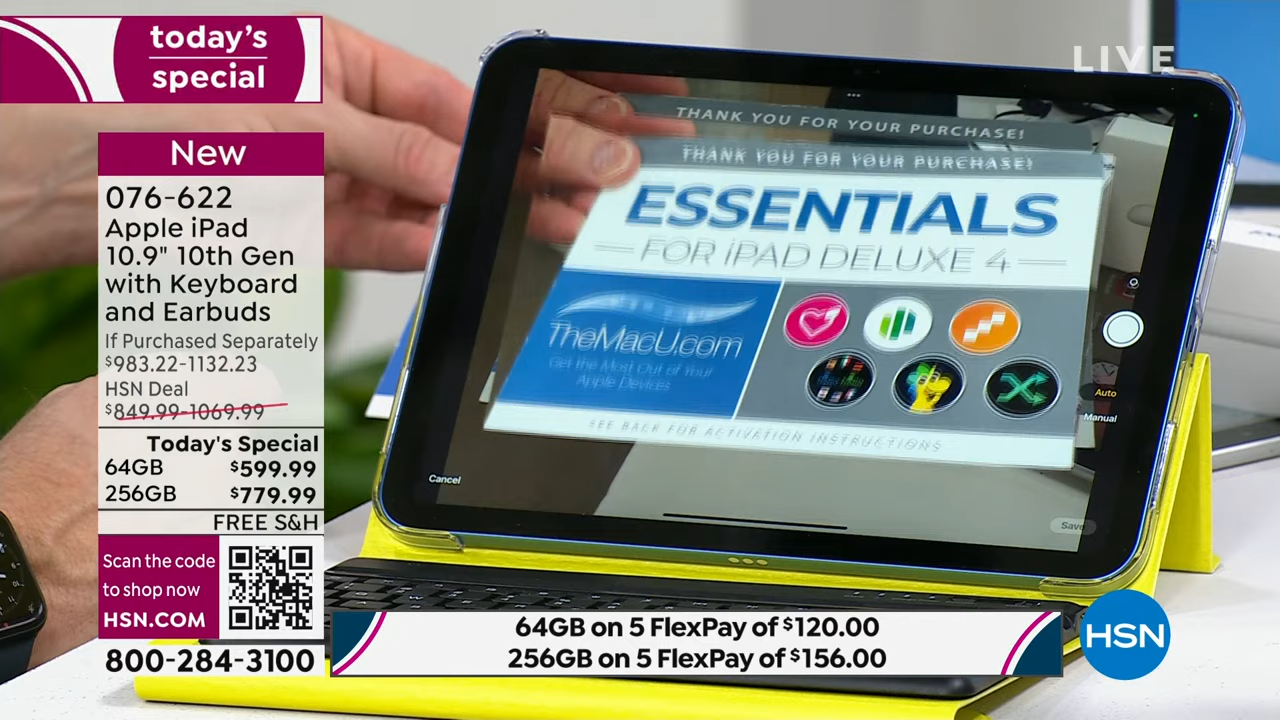 today's
special
LIVE
New
076-622
Apple iPad
10.9" 10th Gen
with Keyboard
and Earbuds
If Purchased Separately
$983.22-1132.23
HSN Deal
$849.99-1069.99
Today's Special
64GB $599.99
256GB $779.99
FREE S&H
Scan the code
to shop now
HSN.COM
800-284-3100
THANK YOU FOR YOUR PURCHASE!
THANK YOU FOR YOUR PURCHASE!
ESSENTIALS
FOR iPAD DELUXE 4
TheMacU.com
Get the Most Out of Your
Apple Devices
SEE BACK FOR ACTIVATION INSTRUCTIONS
Auto
Manual
Cancel
Save
64GB on 5 FlexPay of $120.00
256GB on 5 FlexPay of $156.00
HSN